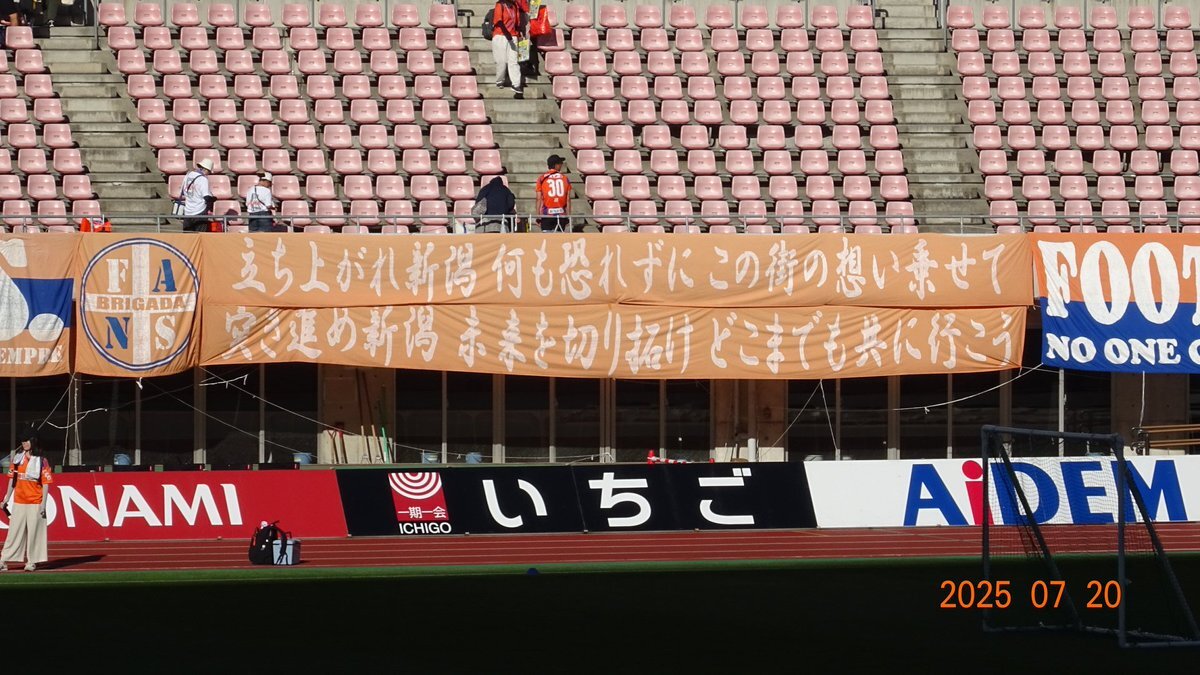 立ち上がれ新潟 何も恐れずに この街の想い乗せて
突き進め新潟 未来を切り拓け どこまでも共に行こう
FANS
BRIGADA
EMPRE
FOOT
NO ONE
30
KONAMI
一期一会
ICHIGO
いちご
AiDEM
2025 07 20